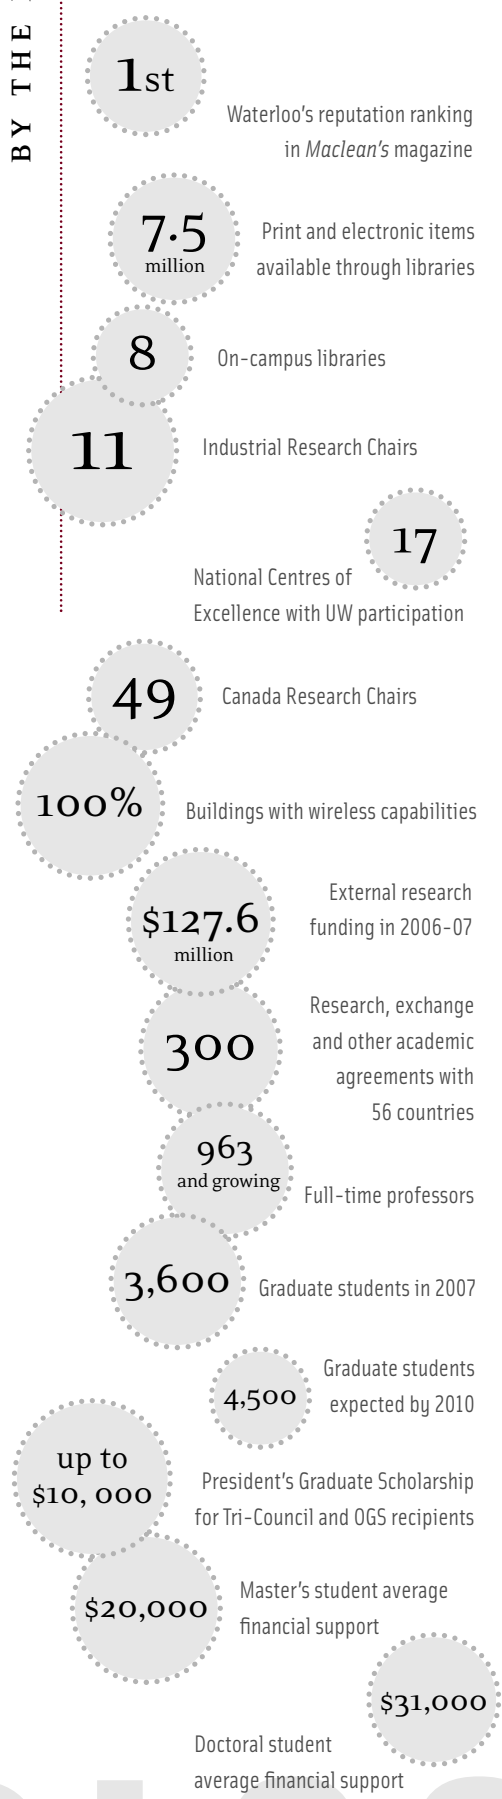 BY THE
1st
Waterloo's reputation ranking
in Maclean's magazine
7.5
million
Print and electronic items
available through libraries
8
On-campus libraries
11
Industrial Research Chairs
17
National Centres of
Excellence with UW participation
49
Canada Research Chairs
100%
Buildings with wireless capabilities
$127.6
million
External research
funding in 2006-07
300
Research, exchange
and other academic
agreements with
56 countries
963
and growing
Full-time professors
3,600
Graduate students in 2007
4,500
Graduate students
expected by 2010
up to
$10, 000
President's Graduate Scholarship
for Tri-Council and OGS recipients
$20,000
Master's student average
financial support
$31,000
Doctoral student
average financial support